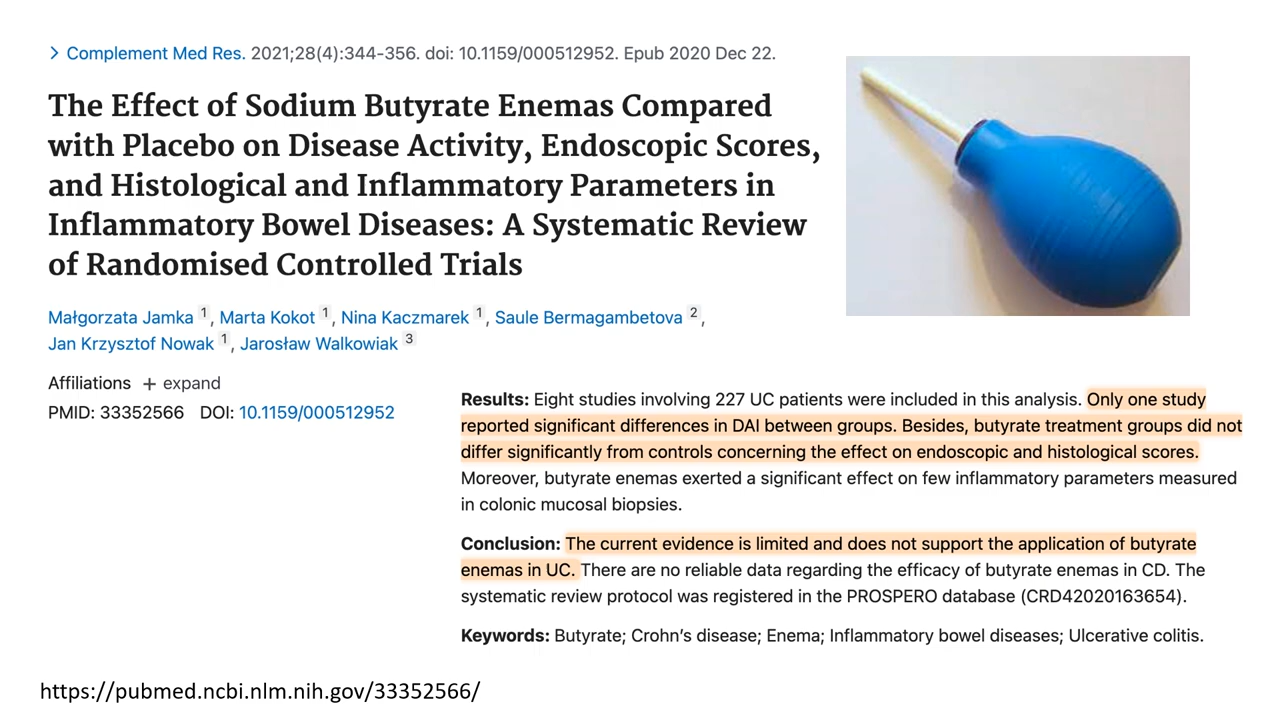 > Complement Med Res. 2021;28(4):344-356. doi: 10.1159/000512952. Epub 2020 Dec 22.
The Effect of Sodium Butyrate Enemas Compared
with Placebo on Disease Activity, Endoscopic Scores,
and Histological and Inflammatory Parameters in
Inflammatory Bowel Diseases: A Systematic Review
of Randomised Controlled Trials
Małgorzata Jamka 1, Marta Kokot 1, Nina Kaczmarek 1, Saule Bermagambetova 2,
Jan Krzysztof Nowak 1, Jarosław Walkowiak 3
Affiliations + expand
PMID: 33352566 DOI: 10.1159/000512952
Results: Eight studies involving 227 UC patients were included in this analysis. Only one study
reported significant differences in DAI between groups. Besides, butyrate treatment groups did not
differ significantly from controls concerning the effect on endoscopic and histological scores.
Moreover, butyrate enemas exerted a significant effect on few inflammatory parameters measured
in colonic mucosal biopsies.
Conclusion: The current evidence is limited and does not support the application of butyrate
enemas in UC. There are no reliable data regarding the efficacy of butyrate enemas in CD. The
systematic review protocol was registered in the PROSPERO database (CRD42020163654).
Keywords: Butyrate; Crohn's disease; Enema; Inflammatory bowel diseases; Ulcerative colitis.
https://pubmed.ncbi.nlm.nih.gov/33352566/